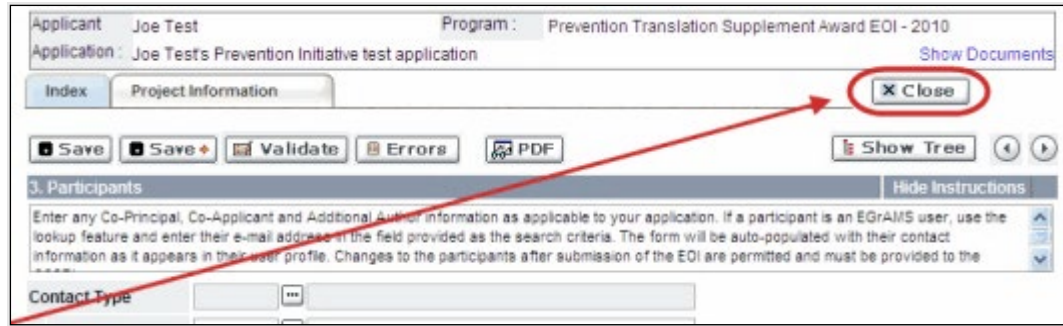 Applicant Joe Test Program : Prevention Translation Supplement Award EOI - 2010
Application : Joe Test's Prevention Initiative test application Show Documents
Index Project Information Close
Save Save Validate Errors PDF Show Tree
3. Participants Hide Instructions
Enter any Co-Principal, Co-Applicant and Additional Author information as applicable to your application. If a participant is an EGrAMS user, use the
lookup feature and enter their e-mail address in the field provided as the search criteria. The form will be auto-populated with their contact
information as it appears in their user profile. Changes to the participants after submission of the EOI are permitted and must be provided to the
Contact Type